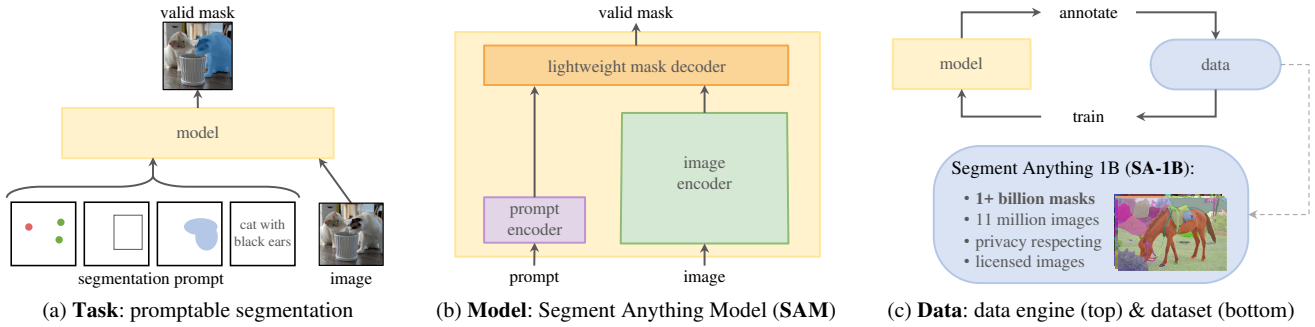 valid mask
model
cat with
black ears
segmentation prompt
image
(a) Task: promptable segmentation
valid mask
lightweight mask decoder
image
encoder
prompt
encoder
prompt
image
(b) Model: Segment Anything Model (SAM)
annotate
model
data
train
Segment Anything 1B (SA-1B):
• 1+ billion masks
• 11 million images
• privacy respecting
• licensed images
(c) Data: data engine (top) & dataset (bottom)